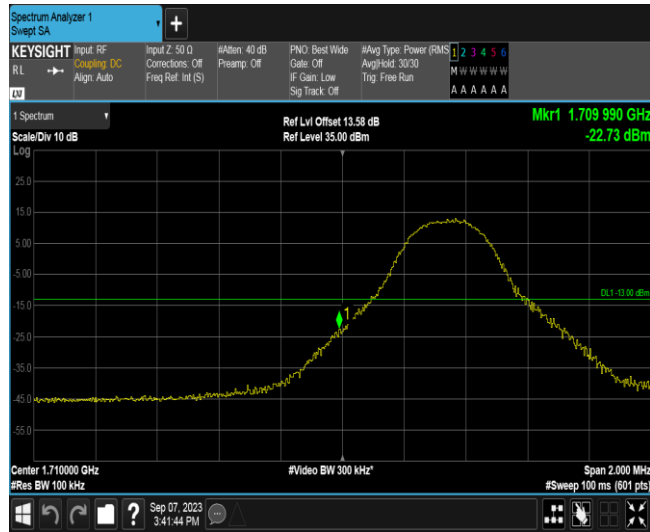 Spectrum Analyzer 1
Swept SA
+
KEYSIGHT
RL
LXI
Input: RF
Coupling: DC
Align: Auto
Input Z: 50 Ω
Corrections: Off
Freq Ref: Int (S)
#Atten: 40 dB
Preamp: Off
PNO: Best Wide
Gate: Off
IF Gain: Low
Sig Track: Off
#Avg Type: Power (RMS
Avg|Hold: 30/30
Trig: Free Run
1 2 3 4 5 6
M W W W W W
A A A A A A
1 Spectrum
Scale/Div 10 dB
Ref Lvl Offset 13.58 dB
Ref Level 35.00 dBm
Mkr1 1.709 990 GHz
-22.73 dBm
Log
25.0
15.0
5.00
-5.00
DL1 -13.00 dBm
-15.0
1
-25.0
-35.0
-45.0
-55.0
Center 1.710000 GHz
#Res BW 100 kHz
#Video BW 300 kHz*
Span 2.000 MHz
#Sweep 100 ms (601 pts)
?
Sep 07, 2023
3:41:44 PM